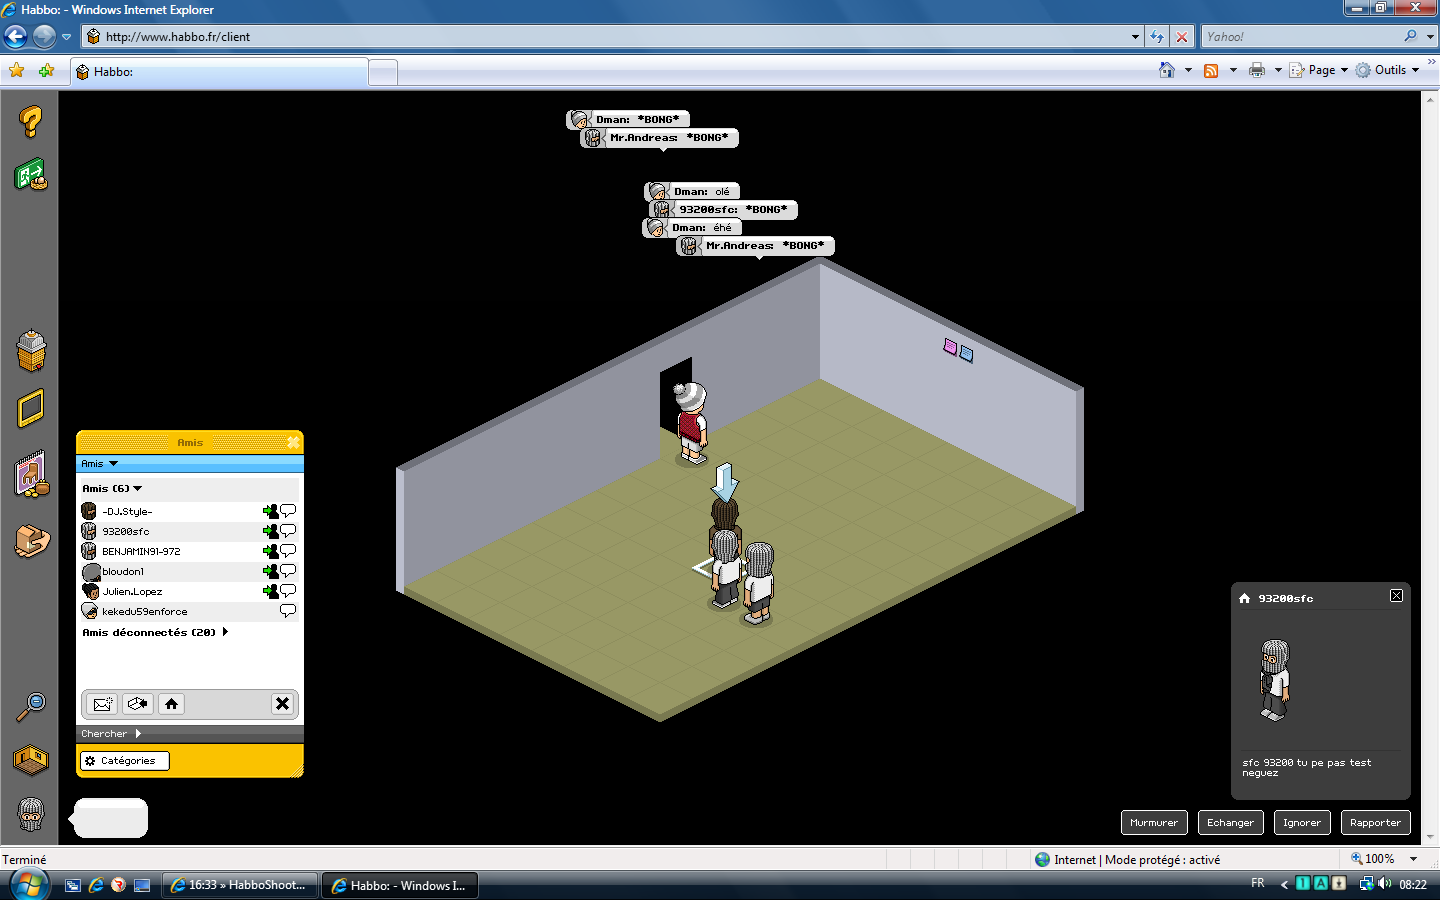 Habbo: - Windows Internet Explorer
http://www.habbo.fr/client
Yahoo!
Habbo:
Page
Outils
Dman: *BONG*
Mr.Andreas: *BONG*
Dman: olé
93200sfc: *BONG*
Dman: éhé
Mr.Andreas: *BONG*
Amis
Amis
Amis (6)
-DJ.Style-
93200sfc
BENJAMIN91-972
bloudon1
Julien.Lopez
kekedu59enforce
Amis déconnectés (20)
Chercher
Catégories
93200sfc
sfc 93200 tu pe pas test
neguez
Murmurer
Echanger
Ignorer
Rapporter
Terminé
Internet | Mode protégé : activé
100%
16:33 » HabboShoot...
Habbo: - Windows I...
FR
1
A
08:22